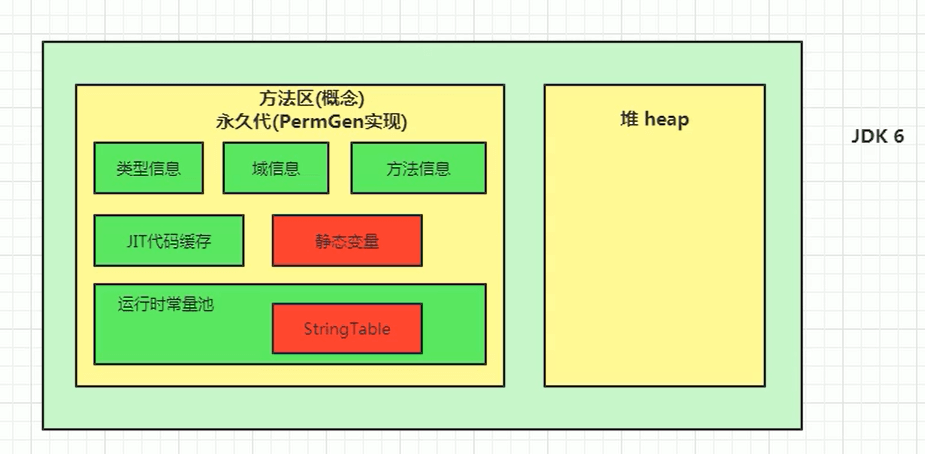 方法区(概念)
永久代(PermGen实现)
堆 heap
JDK 6
类型信息
域信息
方法信息
JIT代码缓存
静态变量
运行时常量池
StringTable